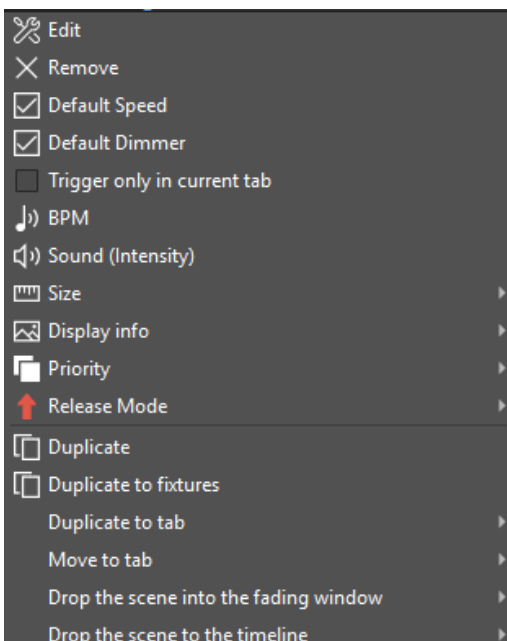 Edit
Remove
Default Speed
Default Dimmer
Trigger only in current tab
BPM
Sound (Intensity)
Size
Display info
Priority
Release Mode
Duplicate
Duplicate to fixtures
Duplicate to tab
Move to tab
Drop the scene into the fading window
Drop the scene to the timeline